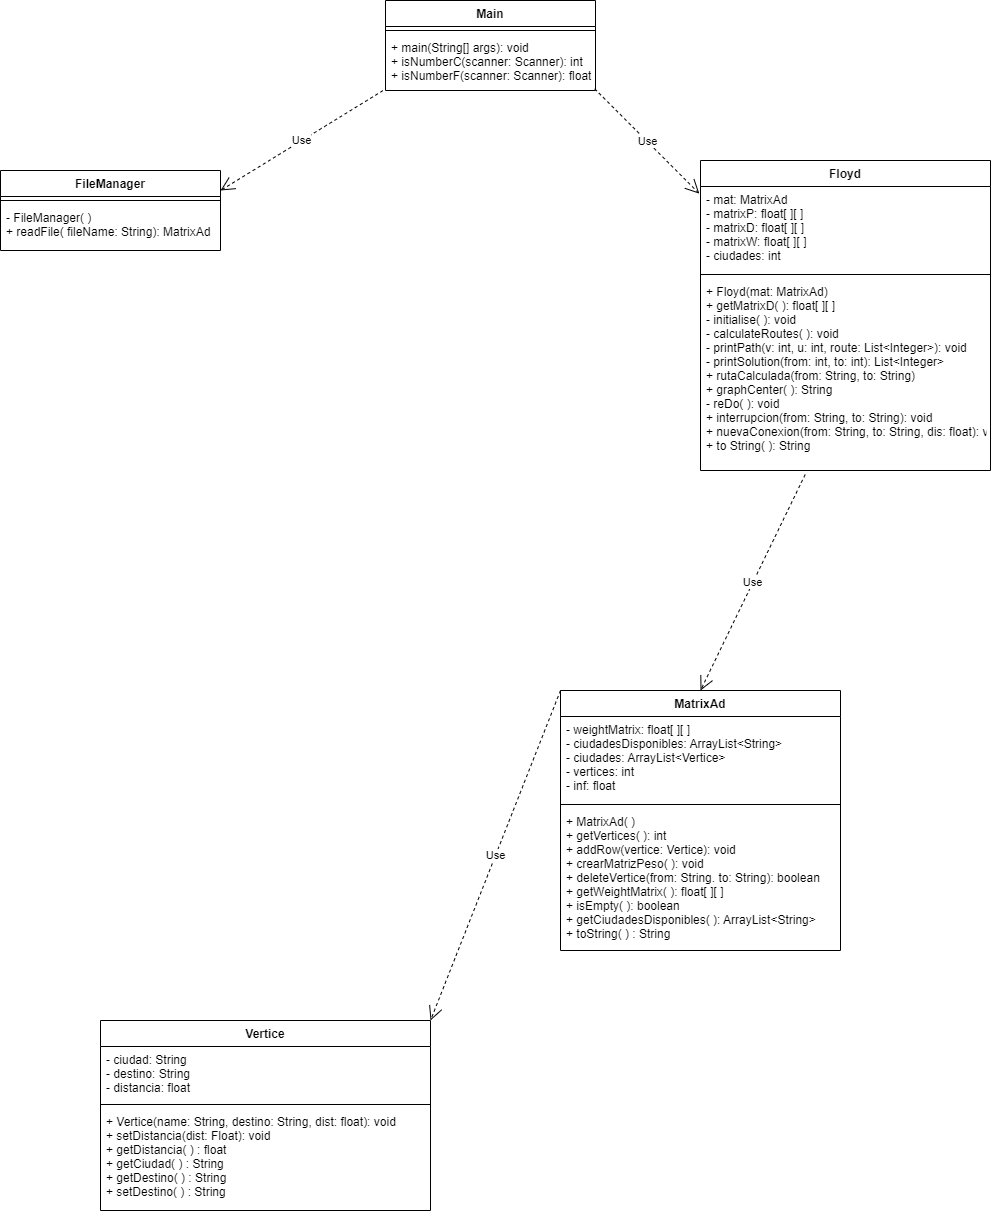 Main
+ main(String[] args): void
+ isNumberC(scanner: Scanner): int
+ isNumberF(scanner: Scanner): float
Use
Use
FileManager
- FileManager( )
+ readFile( fileName: String): MatrixAd
Floyd
- mat: MatrixAd
- matrixP: float[ ][ ]
- matrixD: float[ ][ ]
- matrixW: float[ ][ ]
- ciudades: int
+ Floyd(mat: MatrixAd)
+ getMatrixD( ): float[ ][ ]
- initialise( ): void
- calculateRoutes( ): void
- printPath(v: int, u: int, route: List<Integer>): void
- printSolution(from: int, to: int): List<Integer>
+ rutaCalculada(from: String, to: String)
+ graphCenter( ): String
- reDo( ): void
+ interrupcion(from: String, to: String): void
+ nuevaConexion(from: String, to: String, dis: float):
+ to String( ): String
Use
MatrixAd
- weightMatrix: float[ ][ ]
- ciudadesDisponibles: ArrayList<String>
- ciudades: ArrayList<Vertice>
- vertices: int
- inf: float
+ MatrixAd( )
+ getVertices( ): int
+ addRow(vertice: Vertice): void
+ crearMatrizPeso( ): void
+ deleteVertice(from: String. to: String): boolean
+ getWeightMatrix( ): float[ ][ ]
+ isEmpty( ): boolean
+ getCiudadesDisponibles( ): ArrayList<String>
+ toString( ) : String
Use
Vertice
- ciudad: String
- destino: String
- distancia: float
+ Vertice(name: String, destino: String, dist: float): void
+ setDistancia(dist: Float): void
+ getDistancia( ) : float
+ getCiudad( ) : String
+ getDestino( ) : String
+ setDestino( ) : String